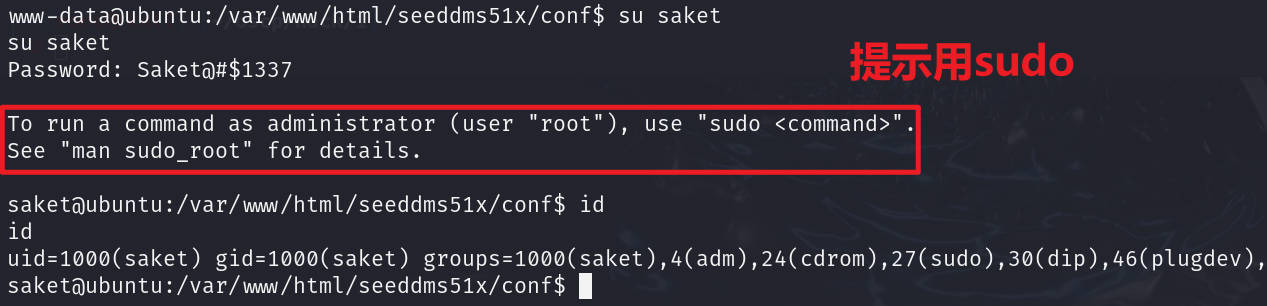 www-data@ubuntu:/var/www/html/seeddms51x/conf$ su saket
su saket
Password: Saket@#$1337
提示用sudo
To run a command as administrator (user "root"), use "sudo <command>".
See "man sudo_root" for details.
saket@ubuntu:/var/www/html/seeddms51x/conf$ id
id
uid=1000(saket) gid=1000(saket) groups=1000(saket),4(adm),24(cdrom),27(sudo),30(dip),46(plugdev),
saket@ubuntu:/var/www/html/seeddms51x/conf$